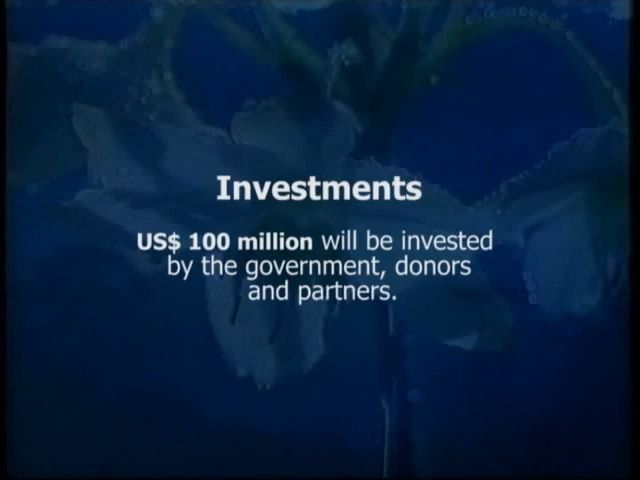 Investments
US$ 100 million will be invested
by the government, donors
and partners.